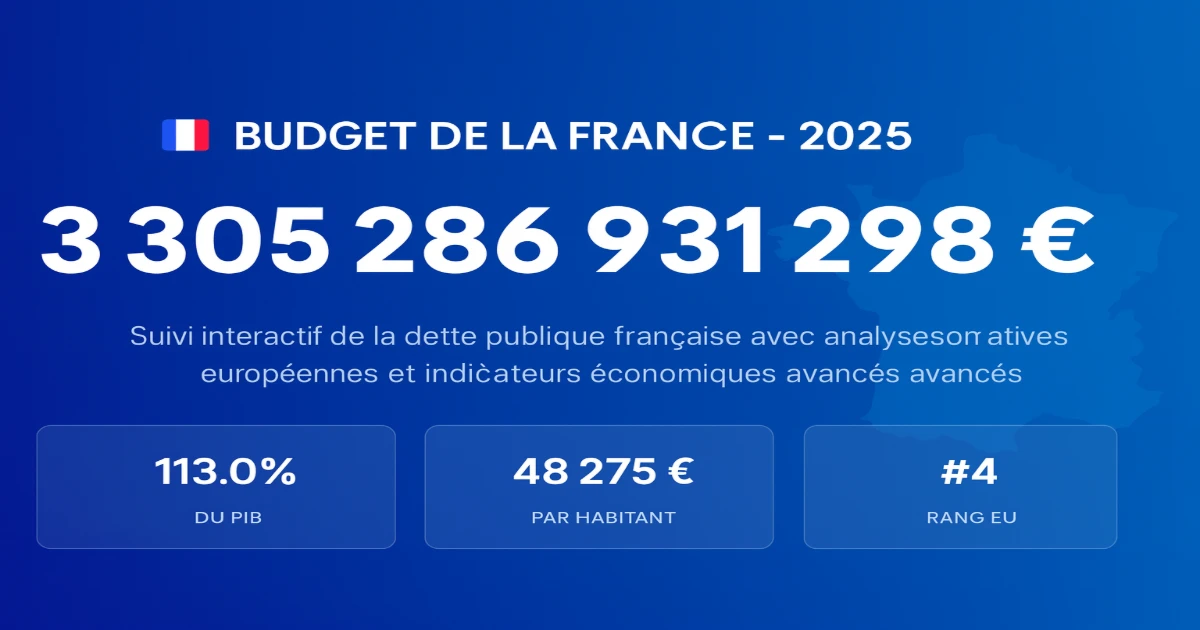 BUDGET DE LA FRANCE - 2025
3 305 286 931 298 €
Suivi interactif de la dette publique française avec analysesorr atives
européennes et indicateurs économiques avancés avancés
113.0%
DU PIB
48 275 €
PAR HABITANT
#4
RANG EU